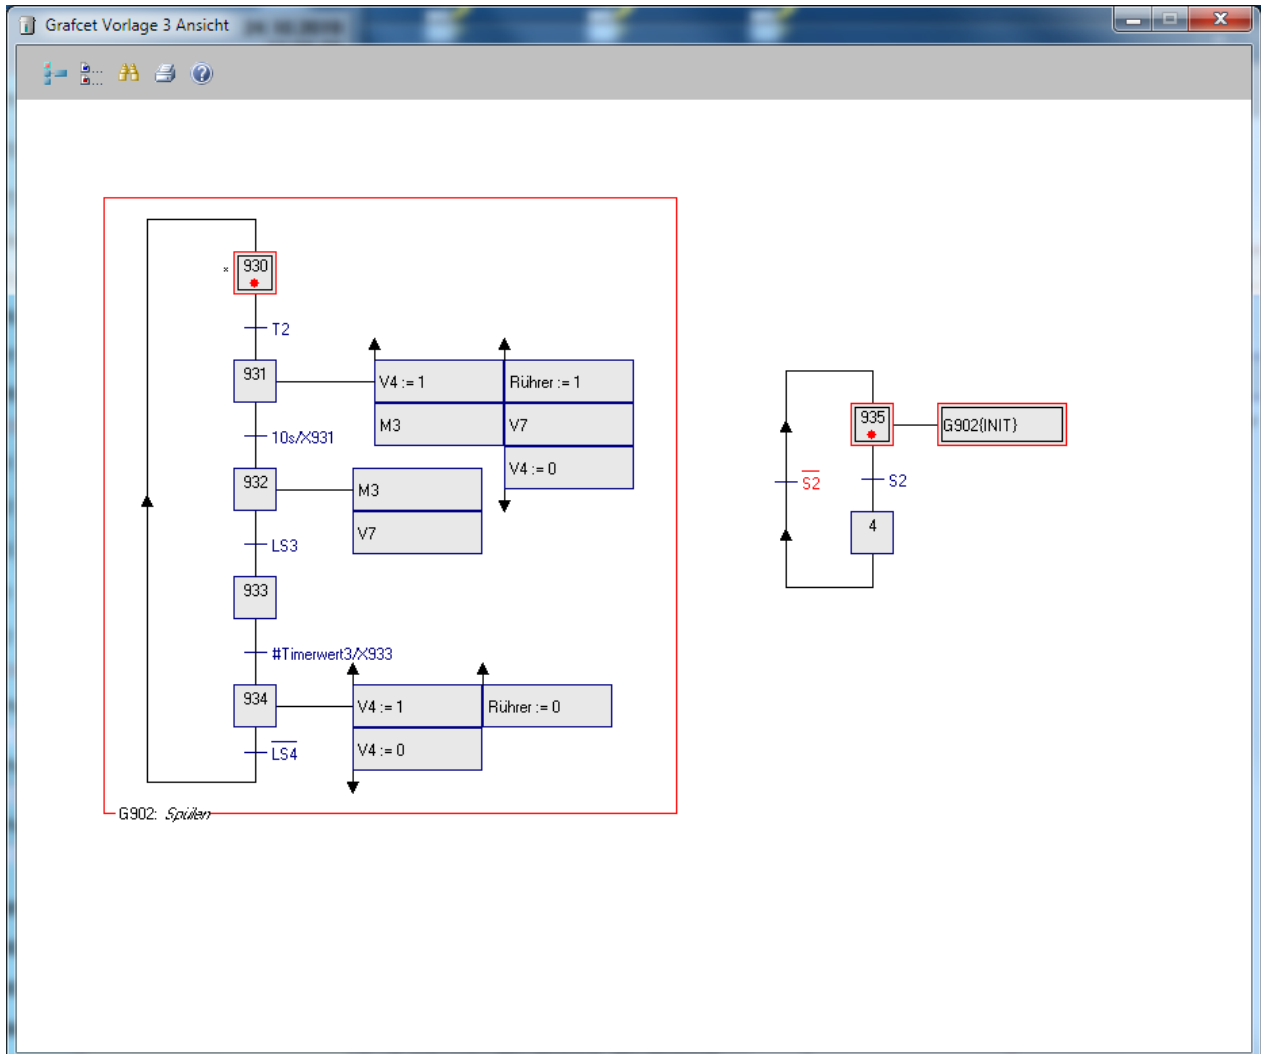 Grafcet Vorlage 3 Ansicht
930
T2
931
V4 := 1
Rührer := 1
M3
V7
V4 := 0
10s/X931
932
M3
V7
LS3
933
#Timerwert3/X933
934
V4 := 1
Rührer := 0
V4 := 0
L̅S̅4̅
G902: Spülen
935
G902{INIT}
S̅2̅
S2
4